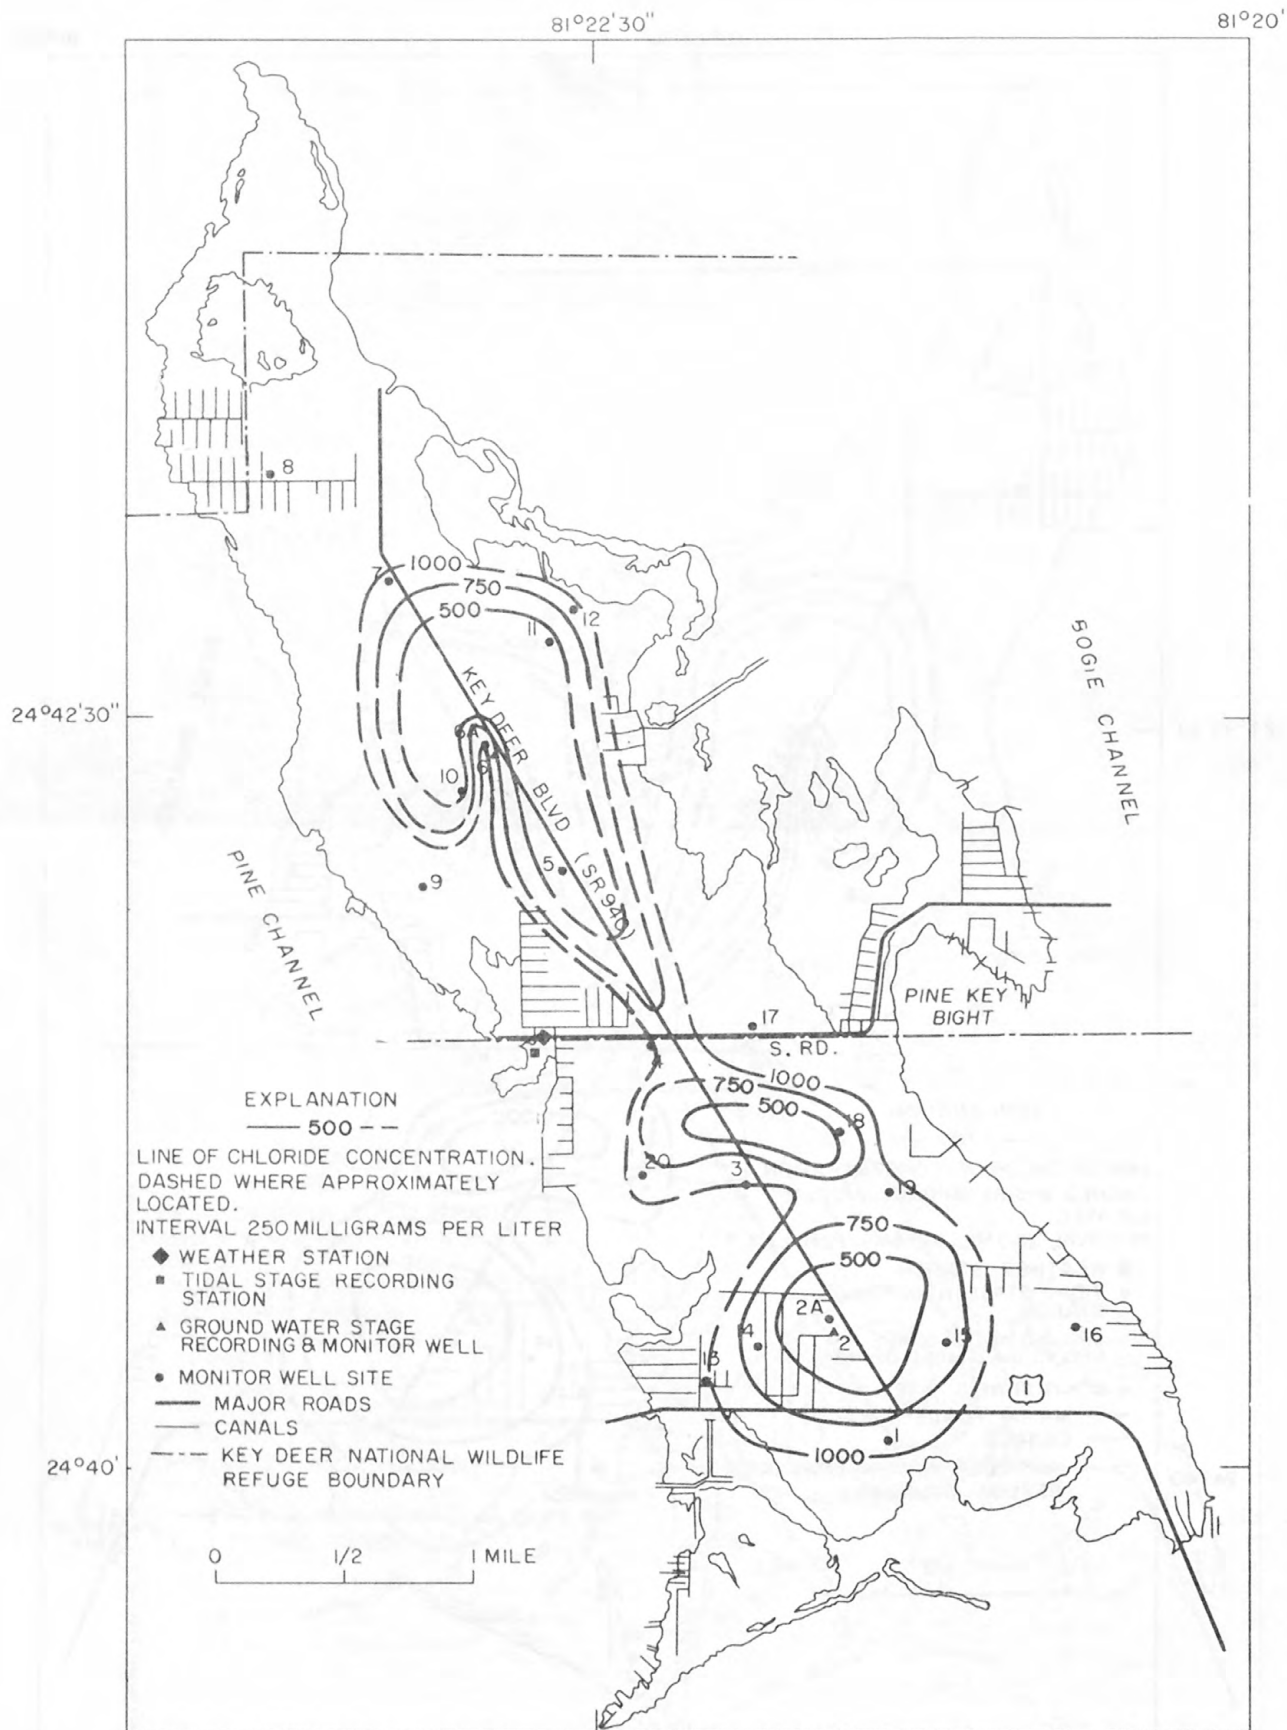 81°22'30"
81°20'
8
7
1000
750
500
12
11
KEY DEER BLVD (SR 940)
BOGIE CHANNEL
24°42'30"
6A
6
10
5
9
PINE CHANNEL
PINE KEY
BIGHT
17
S. RD.
1000
750
500
18
EXPLANATION
500
LINE OF CHLORIDE CONCENTRATION.
DASHED WHERE APPROXIMATELY
LOCATED.
INTERVAL 250 MILLIGRAMS PER LITER
WEATHER STATION
TIDAL STAGE RECORDING
STATION
GROUND WATER STAGE
RECORDING & MONITOR WELL
MONITOR WELL SITE
MAJOR ROADS
CANALS
KEY DEER NATIONAL WILDLIFE
REFUGE BOUNDARY
20
3
19
750
500
2A
2
14
15
16
13
1
1
1000
24°40'
0 1/2 1 MILE